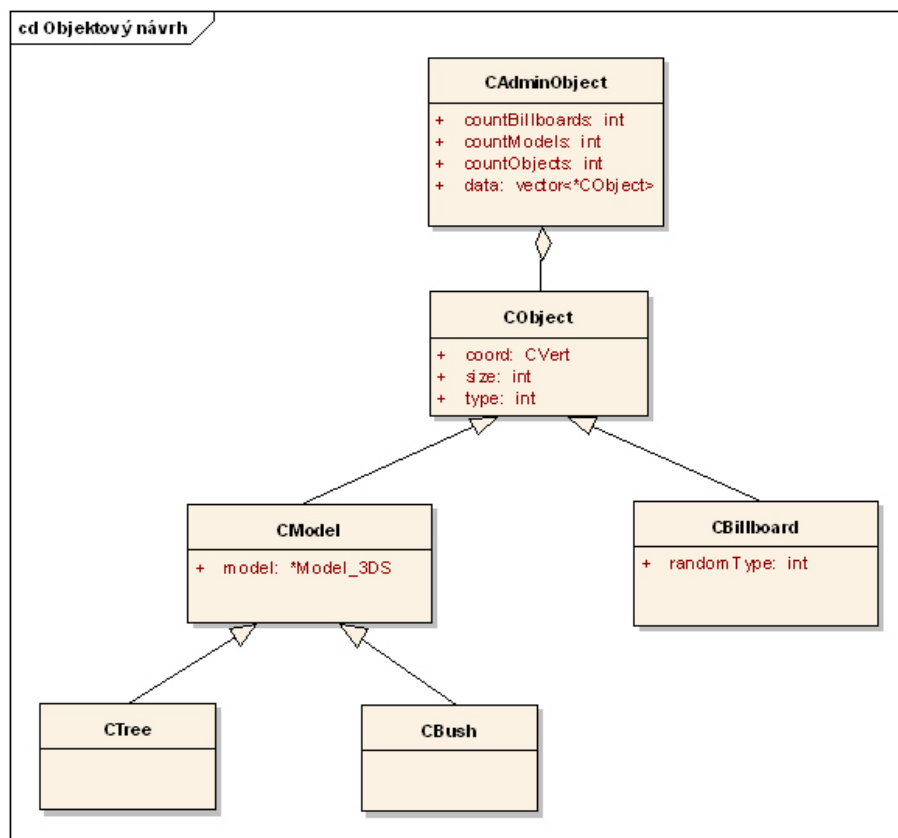 cd Objektový návrh
CAdminObject
+ countBillboards: int
+ countModels: int
+ countObjects: int
+ data: vector<*CObject>
CObject
+ coord: CVert
+ size: int
+ type: int
CModel
+ model: *Model_3DS
CBillboard
+ randomType: int
CTree
CBush